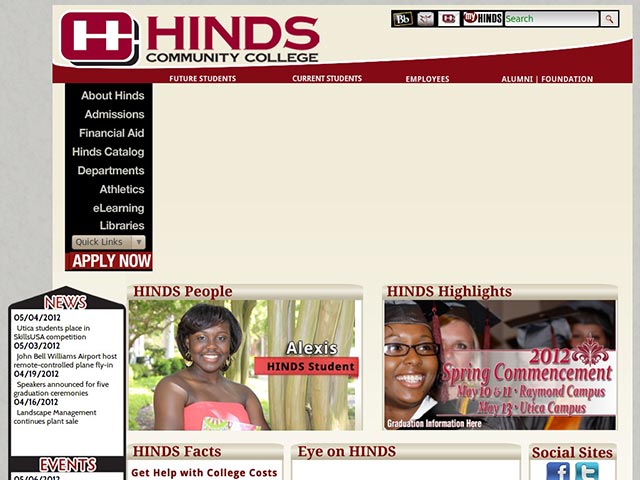 HINDS
COMMUNITY COLLEGE
Bb
my HINDS
Search
FUTURE STUDENTS
CURRENT STUDENTS
EMPLOYEES
ALUMNI | FOUNDATION
About Hinds
Admissions
Financial Aid
Hinds Catalog
Departments
Athletics
eLearning
Libraries
Quick Links
APPLY NOW
NEWS
05/04/2012
Utica students place in
SkillsUSA competition
05/03/2012
John Bell Williams Airport host
remote-controlled plane fly-in
04/19/2012
Speakers announced for five
graduation ceremonies
04/16/2012
Landscape Management
continues plant sale
EVENTS
05/06/2012
HINDS People
Alexis
HINDS Student
HINDS Highlights
2012
Spring Commencement
May 10 & 11 · Raymond Campus
May 13 · Utica Campus
Graduation Information Here
HINDS Facts
Get Help with College Costs
Eye on HINDS
Social Sites